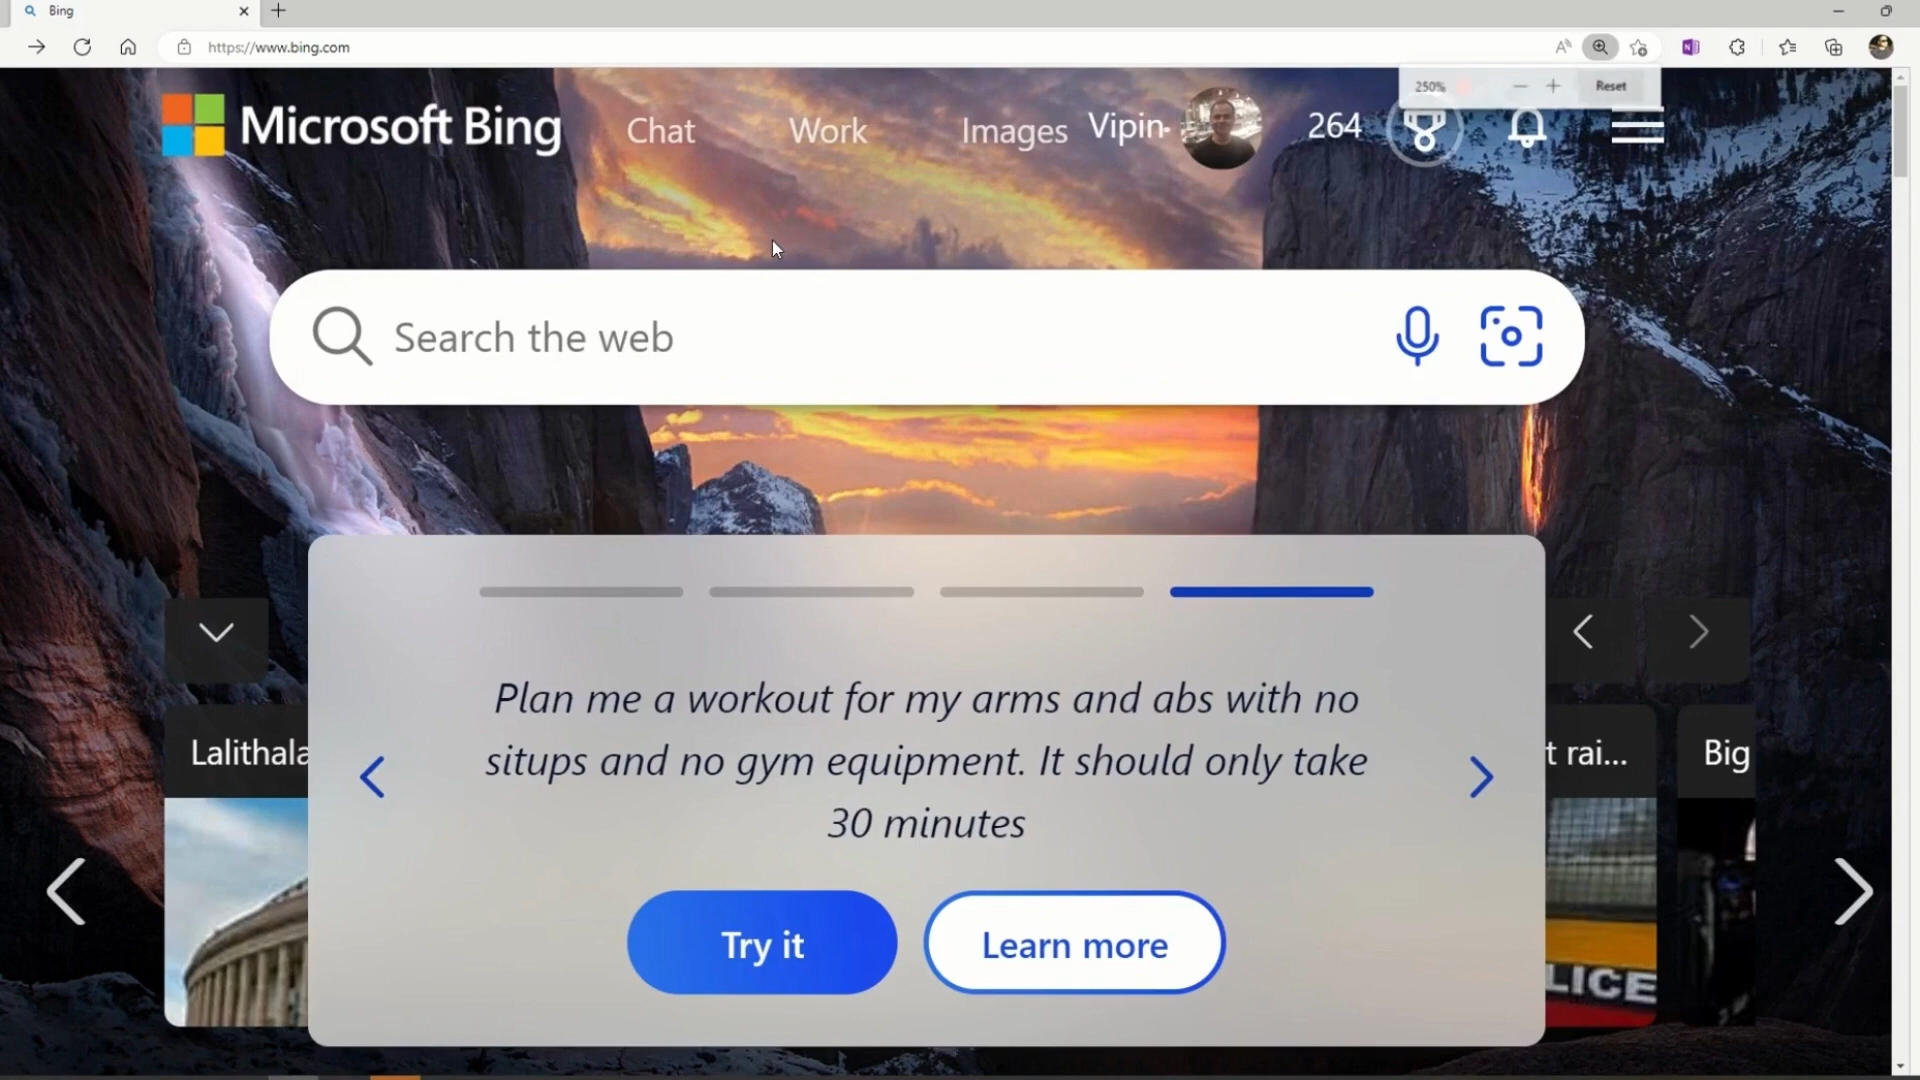 Bing
https://www.bing.com
250%
Reset
Microsoft Bing
Chat
Work
Images
Vipin
264
Search the web
Plan me a workout for my arms and abs with no
situps and no gym equipment. It should only take
30 minutes
Lalithala
t rai...
Big
Try it
Learn more
LICE